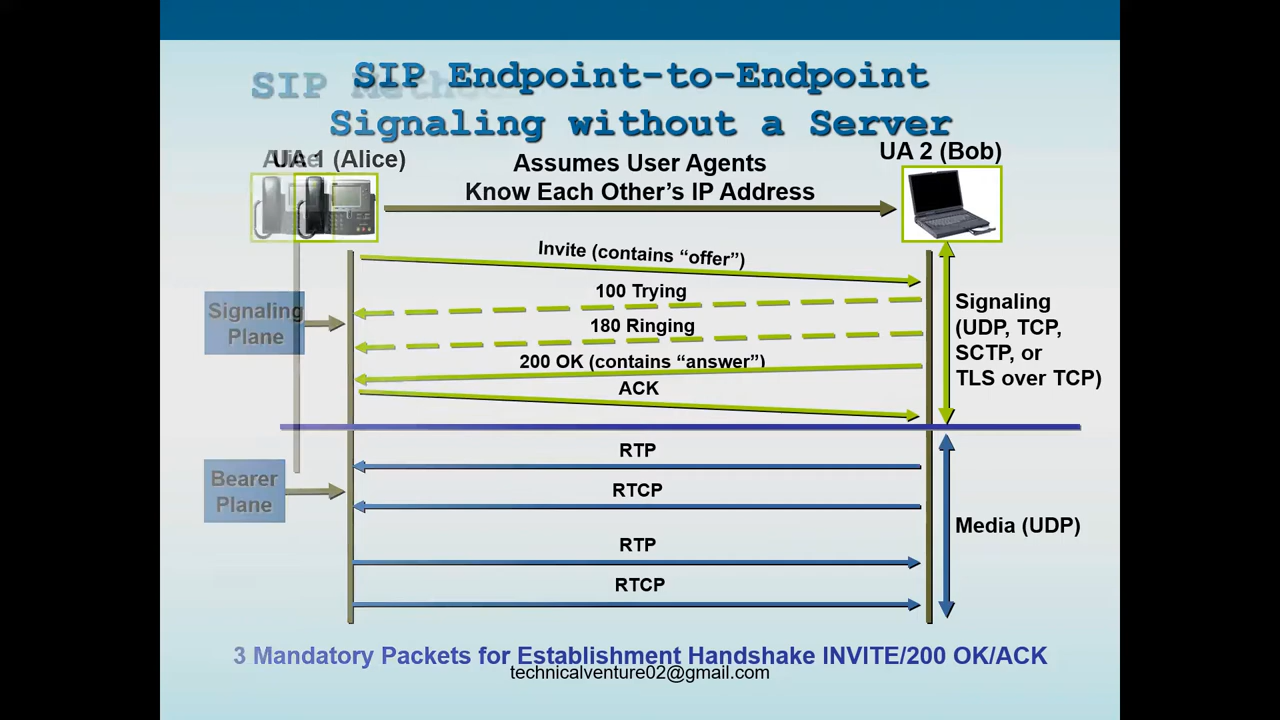 SIP Endpoint-to-Endpoint
Signaling without a Server
SIP
Alice
UA 1 (Alice)
Assumes User Agents
Know Each Other's IP Address
UA 2 (Bob)
Invite (contains “offer”)
100 Trying
180 Ringing
200 OK (contains “answer”)
ACK
Signaling
Plane
Signaling
(UDP, TCP,
SCTP, or
TLS over TCP)
RTP
RTCP
RTP
RTCP
Bearer
Plane
Media (UDP)
3 Mandatory Packets for Establishment Handshake INVITE/200 OK/ACK
technicalventure02@gmail.com